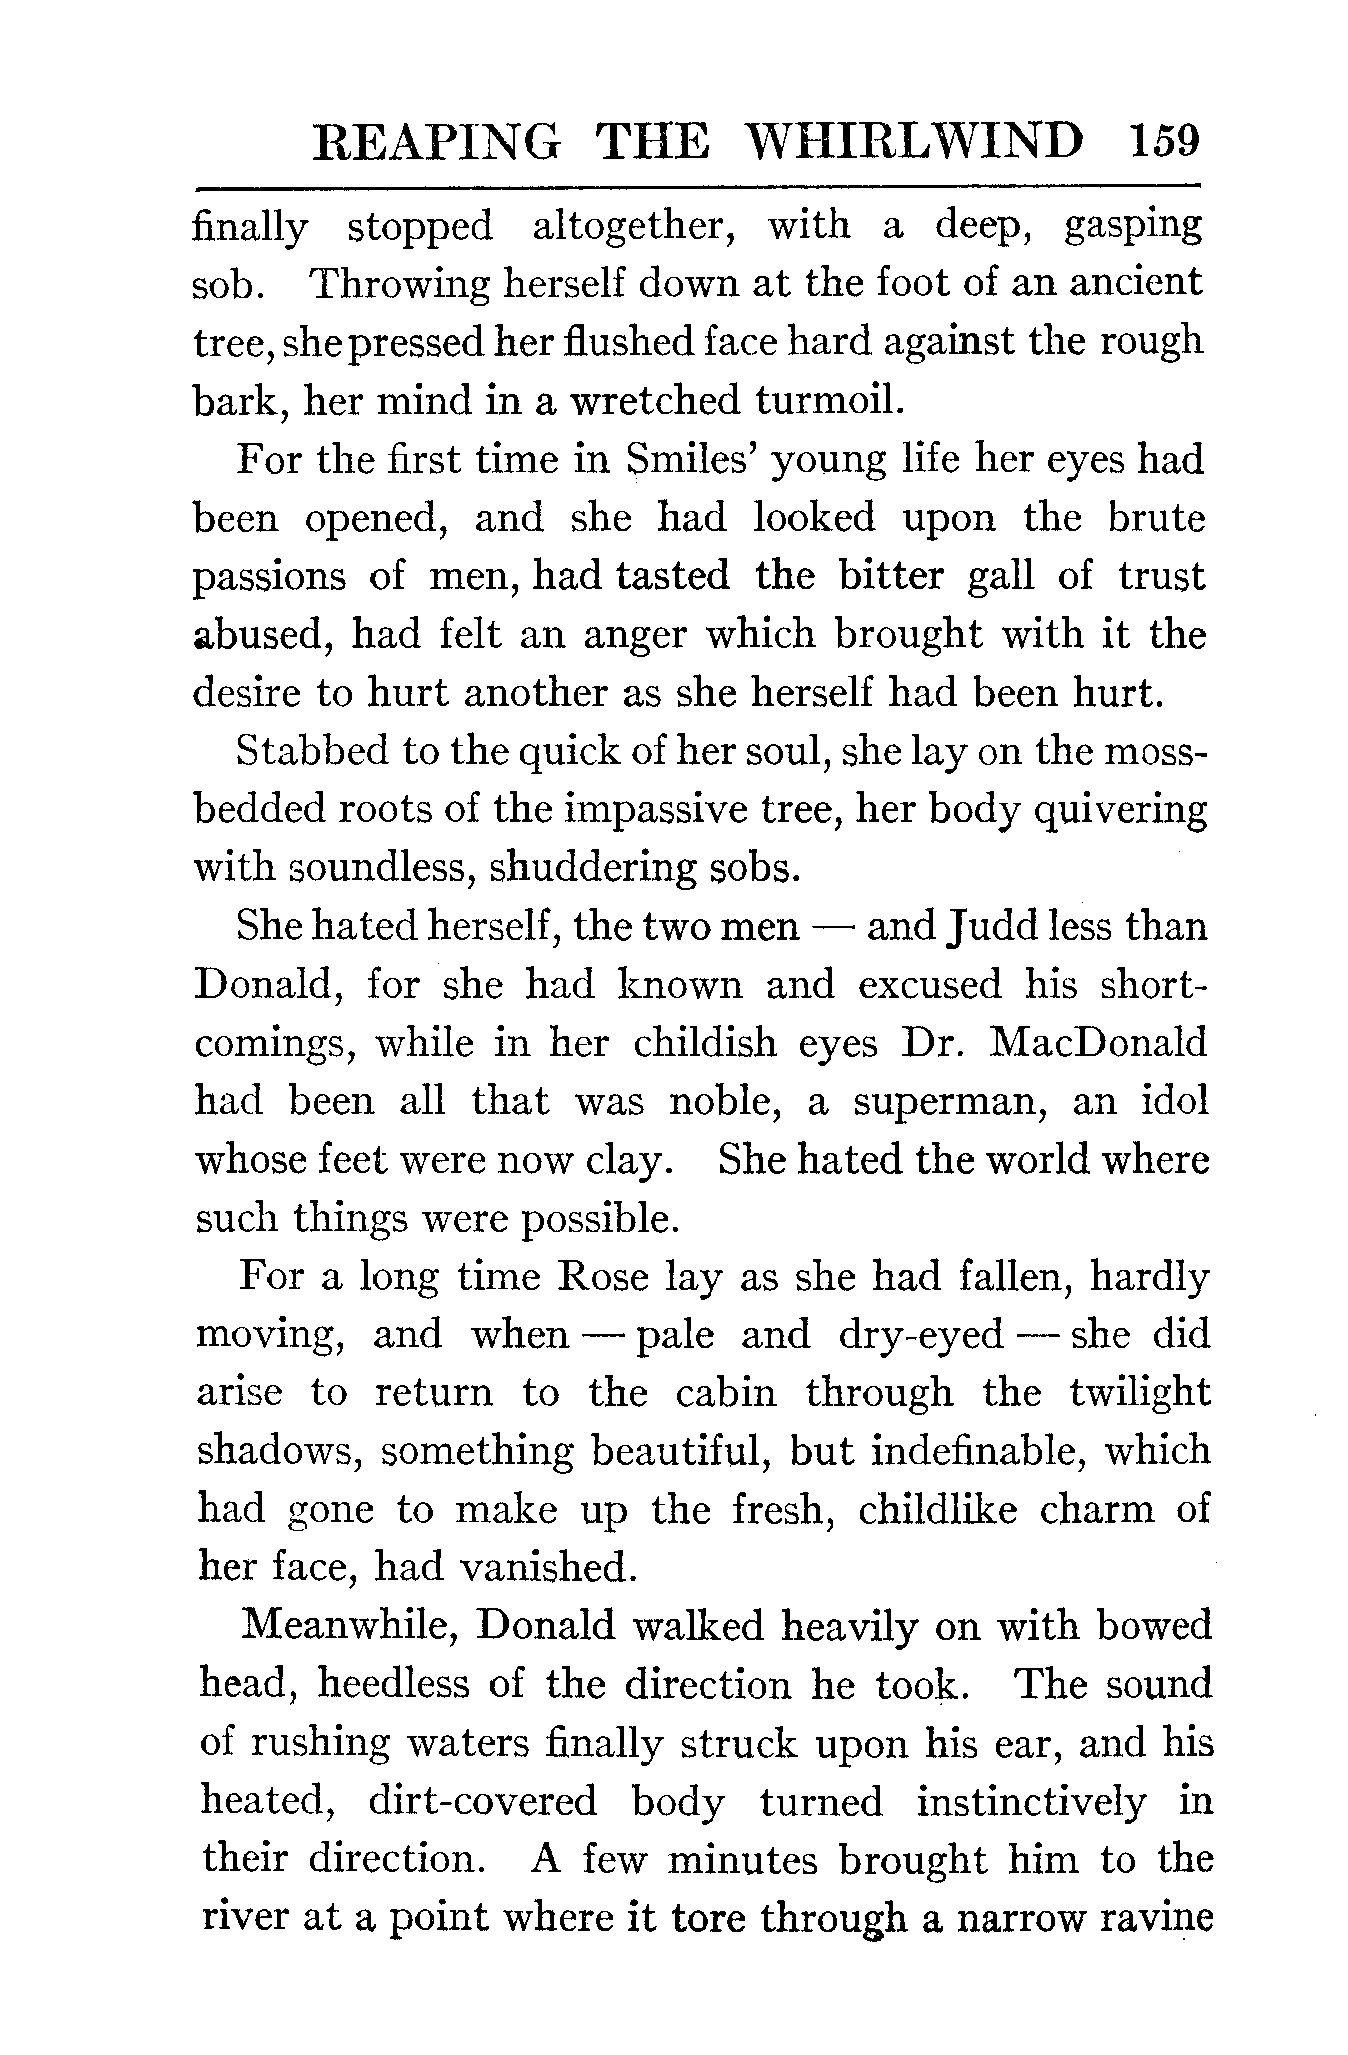 REAPING THE WHIRLWIND 159
finally stopped altogether, with a deep, gasping
sob. Throwing herself down at the foot of an ancient
tree, she pressed her flushed face hard against the rough
bark, her mind in a wretched turmoil.
For the first time in Smiles' young life her eyes had
been opened, and she had looked upon the brute
passions of men, had tasted the bitter gall of trust
abused, had felt an anger which brought with it the
desire to hurt another as she herself had been hurt.
Stabbed to the quick of her soul, she lay on the moss-
bedded roots of the impassive tree, her body quivering
with soundless, shuddering sobs.
She hated herself, the two men — and Judd less than
Donald, for she had known and excused his short-
comings, while in her childish eyes Dr. MacDonald
had been all that was noble, a superman, an idol
whose feet were now clay. She hated the world where
such things were possible.
For a long time Rose lay as she had fallen, hardly
moving, and when — pale and dry-eyed — she did
arise to return to the cabin through the twilight
shadows, something beautiful, but indefinable, which
had gone to make up the fresh, childlike charm of
her face, had vanished.
Meanwhile, Donald walked heavily on with bowed
head, heedless of the direction he took. The sound
of rushing waters finally struck upon his ear, and his
heated, dirt-covered body turned instinctively in
their direction. A few minutes brought him to the
river at a point where it tore through a narrow ravine